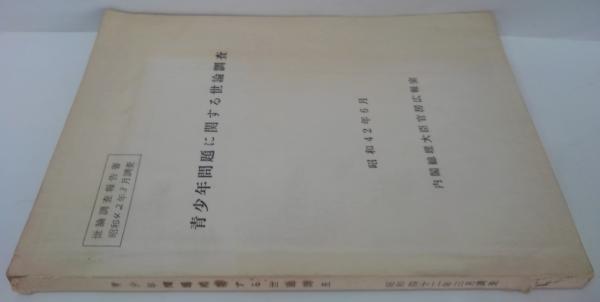 世論調査報告書
昭和42年3月調査
青少年問題に関する世論調査
昭和42年6月
内閣総理大臣官房広報室